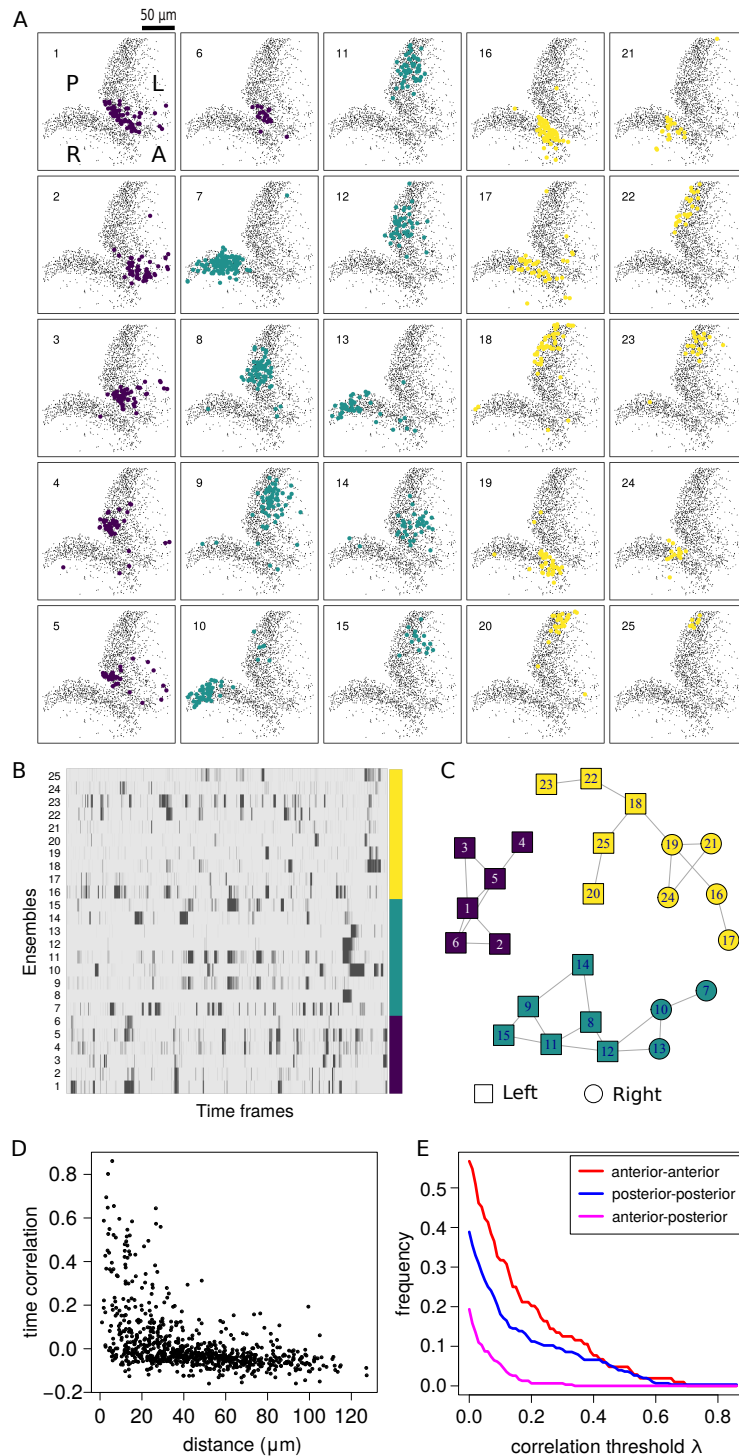 A
50 µm
1 6 11 16 21
P L
R A
2 7 12 17 22
3 8 13 18 23
4 9 14 19 24
5 10 15 20 25
B
25
24
23
22
21
20
19
18
17
16
15
14
13
12
11
10
9
8
7
6
5
4
3
2
1
Ensembles
Time frames
C
23 22 18
25 19 21
20 24 16
17
3 4
5
1
6 2
14
9 8 10 7
15 11 12 13
Left Right
D
time correlation
0.8
0.6
0.4
0.2
0.0
−0.2
0 20 40 60 80 100 120
distance (µm)
E
frequency
0.5
0.4
0.3
0.2
0.1
0.0
anterior-anterior
posterior-posterior
anterior-posterior
0.0 0.2 0.4 0.6 0.8
correlation threshold λ